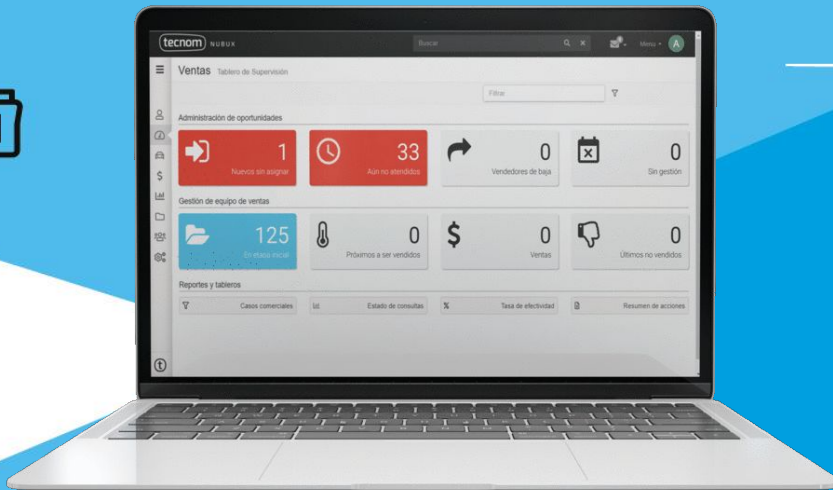 tecnom NUBUX
Buscar
Menu
A
Ventas Tablero de Supervisión
Filtrar
Administración de oportunidades
1
Nuevos sin asignar
33
Aún no atendidos
0
Vendedores de baja
0
Sin gestión
Gestión de equipo de ventas
125
En etapa inicial
0
Próximos a ser vendidos
$
0
Ventas
0
Últimos no vendidos
Reportes y tableros
Casos comerciales
Estado de consultas
%
Tasa de efectividad
Resumen de acciones
$
t